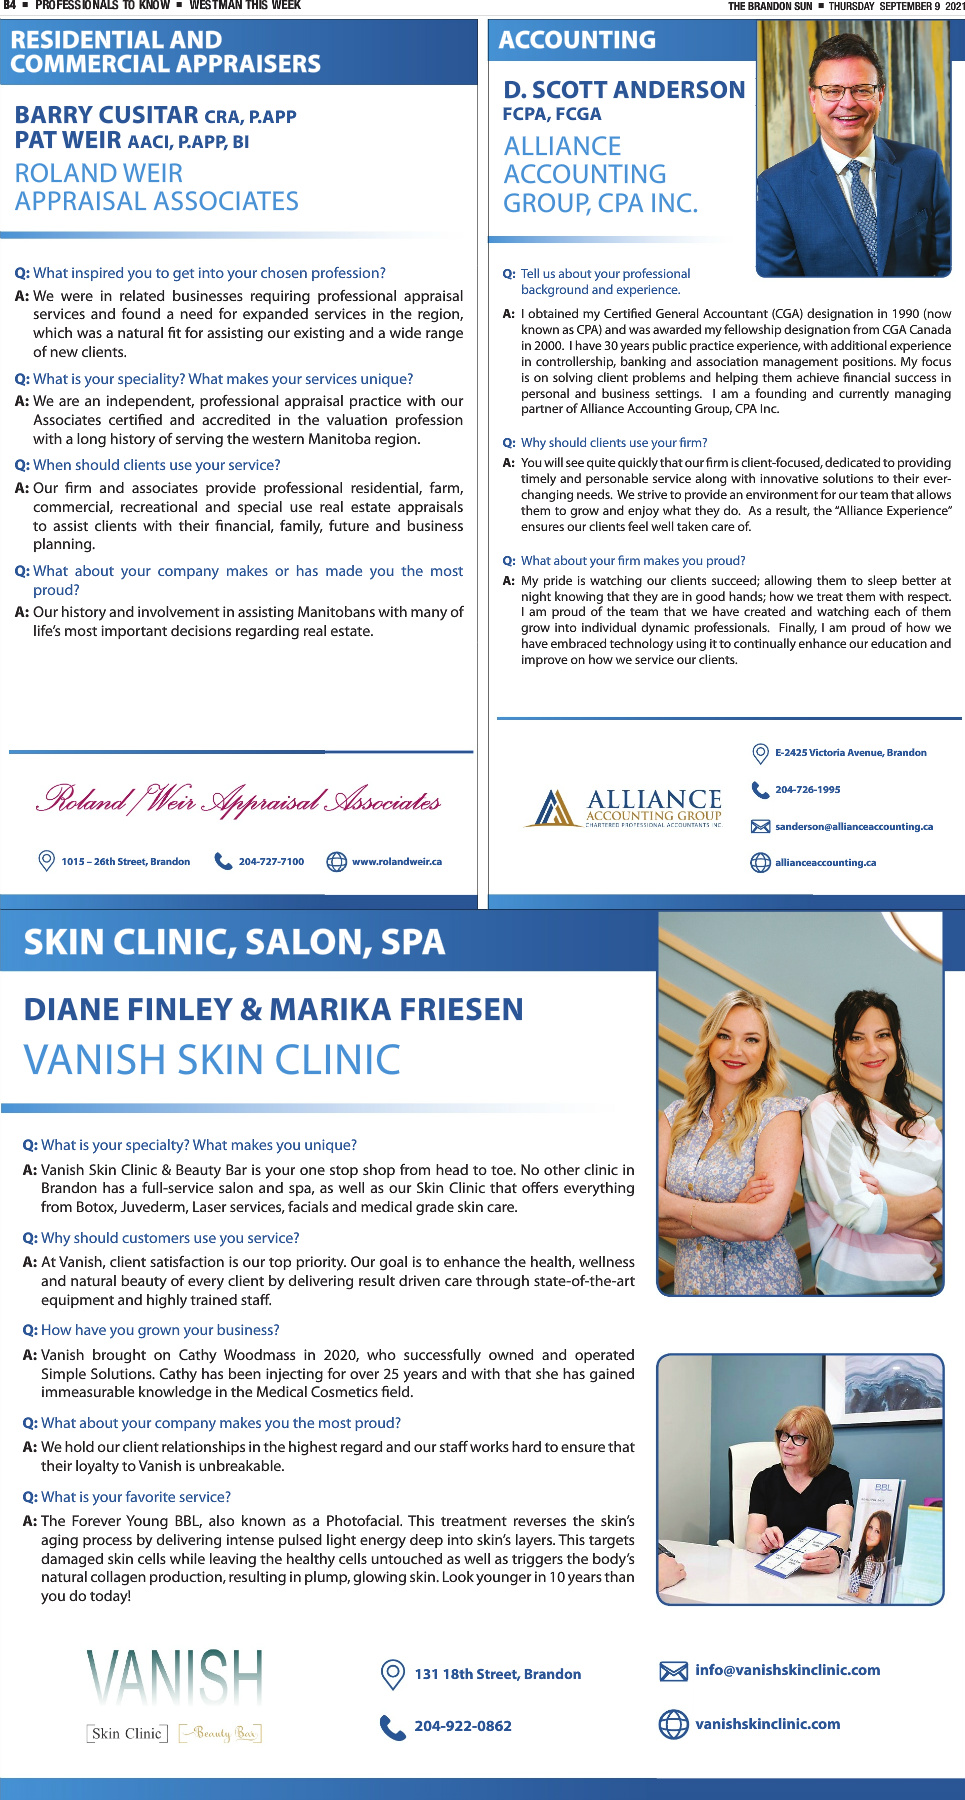 B4 ■ PROFESSIONALS TO KNOW ■ WESTMAN THIS WEEK
THE BRANDON SUN ■ THURSDAY SEPTEMBER 9 2021
RESIDENTIAL AND
COMMERCIAL APPRAISERS
BARRY CUSITAR CRA, P.APP
PAT WEIR AACI, P.APP, BI
ROLAND WEIR
APPRAISAL ASSOCIATES
Q: What inspired you to get into your chosen profession?
A: We were in related businesses requiring professional appraisal
services and found a need for expanded services in the region,
which was a natural fit for assisting our existing and a wide range
of new clients.
Q: What is your speciality? What makes your services unique?
A: We are an independent, professional appraisal practice with our
Associates certified and accredited in the valuation profession
with a long history of serving the western Manitoba region.
Q: When should clients use your service?
A: Our firm and associates provide professional residential, farm,
commercial, recreational and special use real estate appraisals
to assist clients with their financial, family, future and business
planning.
Q: What about your company makes or has made you the most
proud?
A: Our history and involvement in assisting Manitobans with many of
life's most important decisions regarding real estate.
Roland/Weir Appraisal Associates
1015 – 26th Street, Brandon
204-727-7100
www.rolandweir.ca
ACCOUNTING
D. SCOTT ANDERSON
FCPA, FCGA
ALLIANCE
ACCOUNTING
GROUP, CPA INC.
Q: Tell us about your professional
background and experience.
A: I obtained my Certified General Accountant (CGA) designation in 1990 (now
known as CPA) and was awarded my fellowship designation from CGA Canada
in 2000. I have 30 years public practice experience, with additional experience
in controllership, banking and association management positions. My focus
is on solving client problems and helping them achieve financial success in
personal and business settings. I am a founding and currently managing
partner of Alliance Accounting Group, CPA Inc.
Q: Why should clients use your firm?
A: You will see quite quickly that our firm is client-focused, dedicated to providing
timely and personable service along with innovative solutions to their ever-
changing needs. We strive to provide an environment for our team that allows
them to grow and enjoy what they do. As a result, the "Alliance Experience"
ensures our clients feel well taken care of.
Q: What about your firm makes you proud?
A: My pride is watching our clients succeed; allowing them to sleep better at
night knowing that they are in good hands; how we treat them with respect.
I am proud of the team that we have created and watching each of them
grow into individual dynamic professionals. Finally, I am proud of how we
have embraced technology using it to continually enhance our education and
improve on how we service our clients.
ALLIANCE
ACCOUNTING GROUP
CHARTERED PROFESSIONAL ACCOUNTANTS INC.
E-2425 Victoria Avenue, Brandon
204-726-1995
sanderson@allianceaccounting.ca
allianceaccounting.ca
SKIN CLINIC, SALON, SPA
DIANE FINLEY & MARIKA FRIESEN
VANISH SKIN CLINIC
Q: What is your specialty? What makes you unique?
A: Vanish Skin Clinic & Beauty Bar is your one stop shop from head to toe. No other clinic in
Brandon has a full-service salon and spa, as well as our Skin Clinic that offers everything
from Botox, Juvederm, Laser services, facials and medical grade skin care.
Q: Why should customers use you service?
A: At Vanish, client satisfaction is our top priority. Our goal is to enhance the health, wellness
and natural beauty of every client by delivering result driven care through state-of-the-art
equipment and highly trained staff.
Q: How have you grown your business?
A: Vanish brought on Cathy Woodmass in 2020, who successfully owned and operated
Simple Solutions. Cathy has been injecting for over 25 years and with that she has gained
immeasurable knowledge in the Medical Cosmetics field.
Q: What about your company makes you the most proud?
A: We hold our client relationships in the highest regard and our staff works hard to ensure that
their loyalty to Vanish is unbreakable.
Q: What is your favorite service?
A: The Forever Young BBL, also known as a Photofacial. This treatment reverses the skin's
aging process by delivering intense pulsed light energy deep into skin's layers. This targets
damaged skin cells while leaving the healthy cells untouched as well as triggers the body's
natural collagen production, resulting in plump, glowing skin. Look younger in 10 years than
you do today!
BBL
VANISH
[Skin Clinic] [Beauty Bar]
131 18th Street, Brandon
204-922-0862
info@vanishskinclinic.com
vanishskinclinic.com